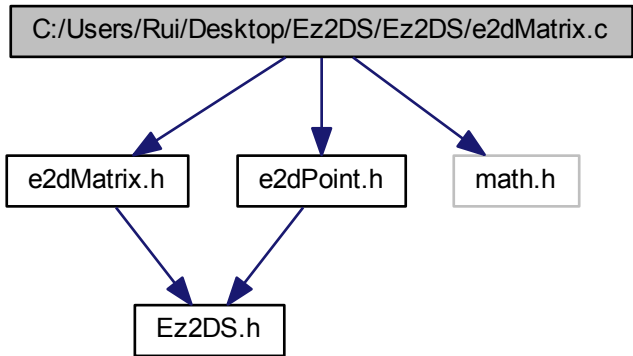 C:/Users/Rui/Desktop/Ez2DS/Ez2DS/e2dMatrix.c
e2dMatrix.h
e2dPoint.h
math.h
Ez2DS.h